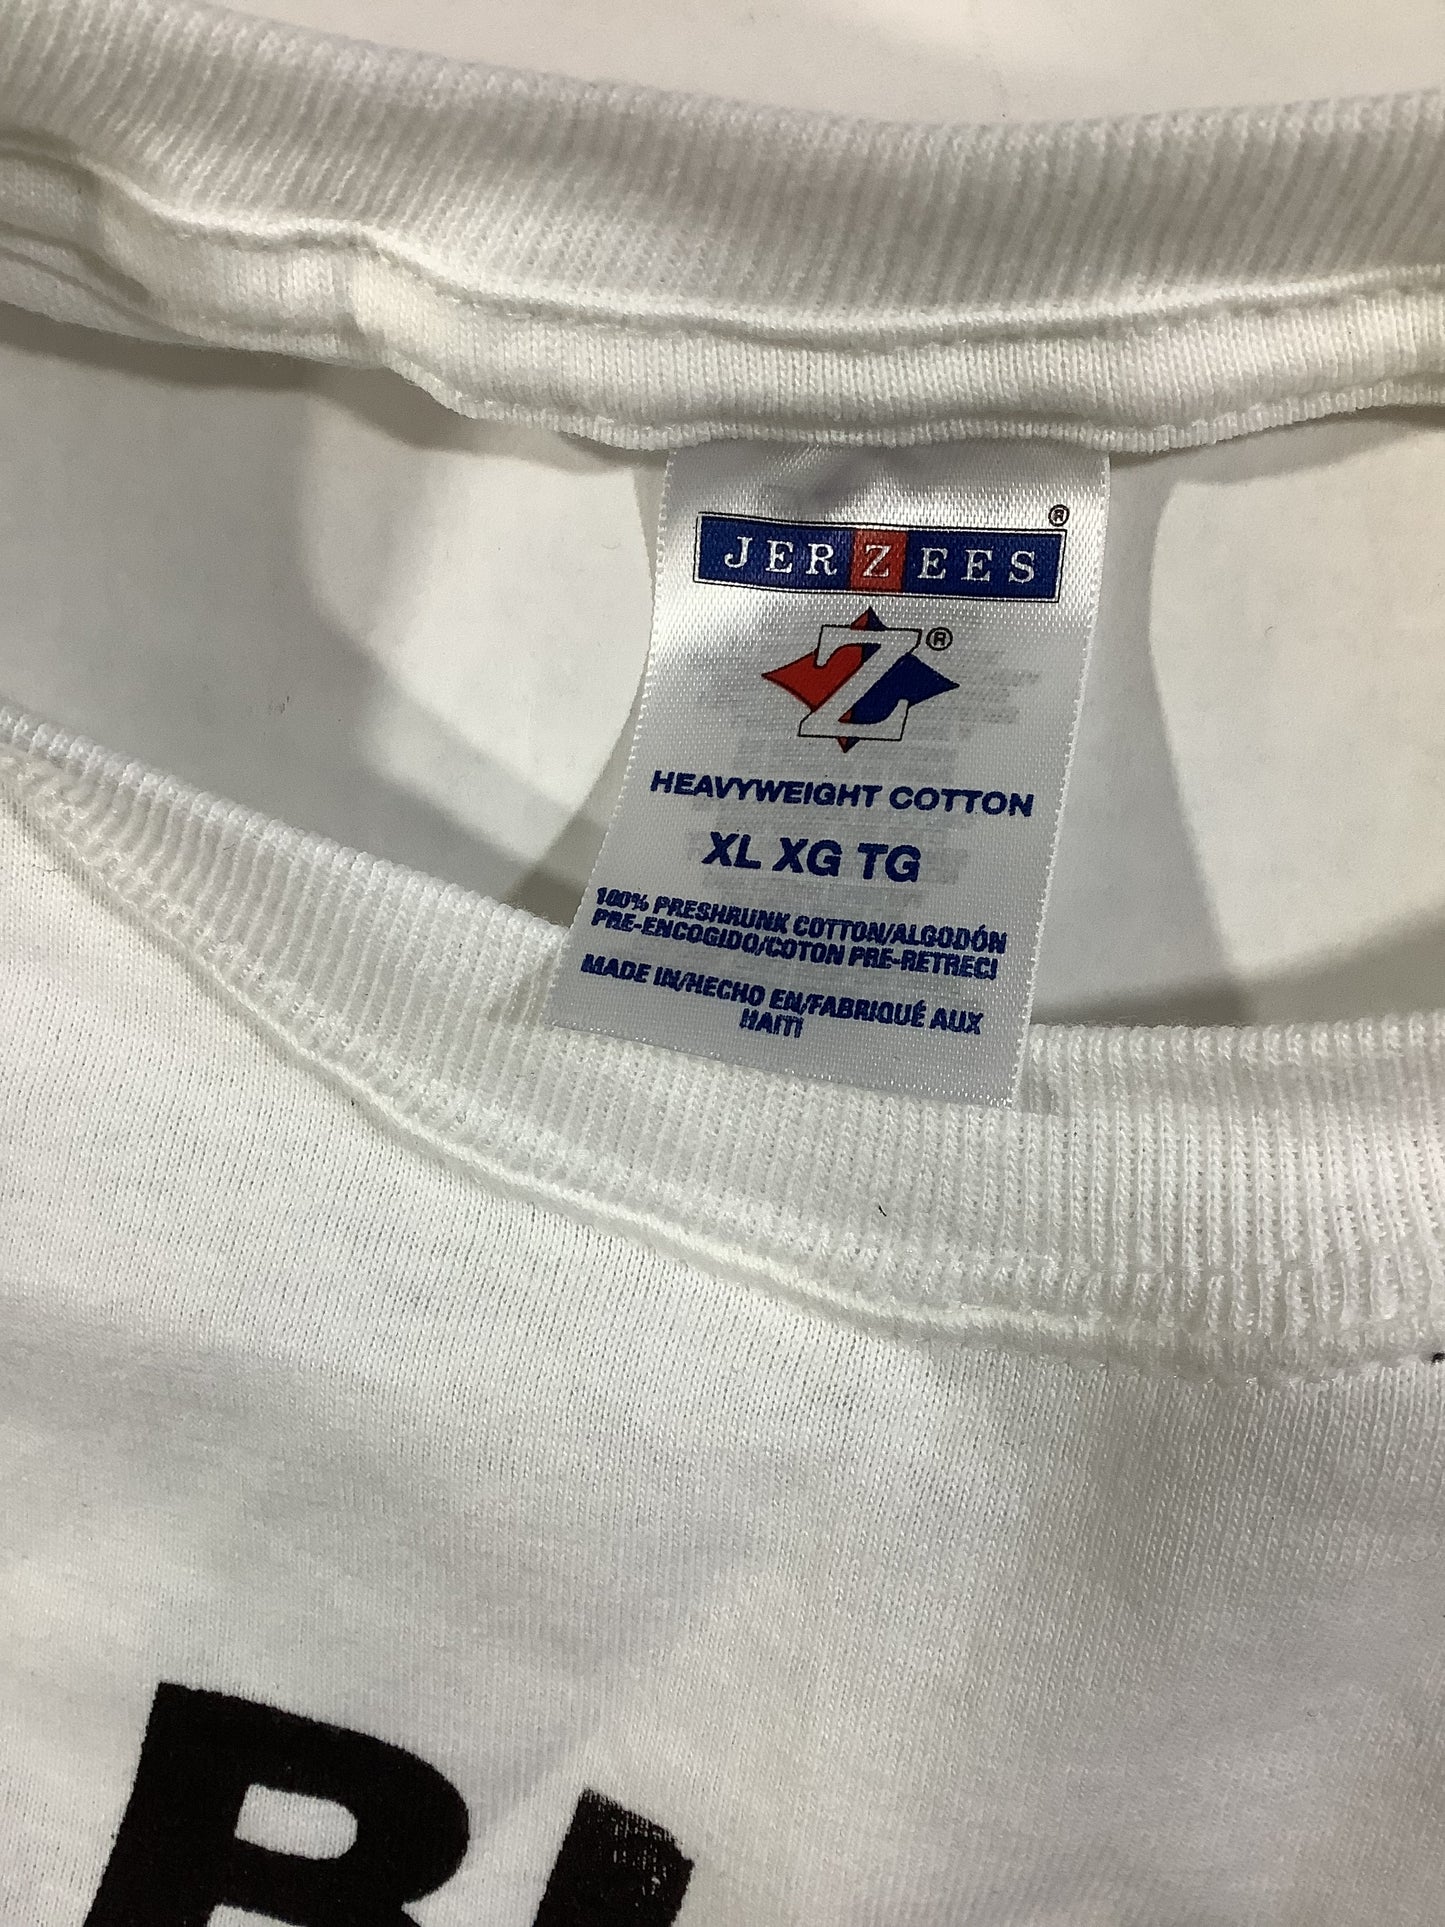 JERZEES®
Z®
HEAVYWEIGHT COTTON
XL XG TG
100% PRESHRUNK COTTON/ALGODÓN
PRE-ENCOGIDO/COTON PRE-RETRECI
MADE IN/HECHO EN/FABRIQUÉ AUX
HAITI